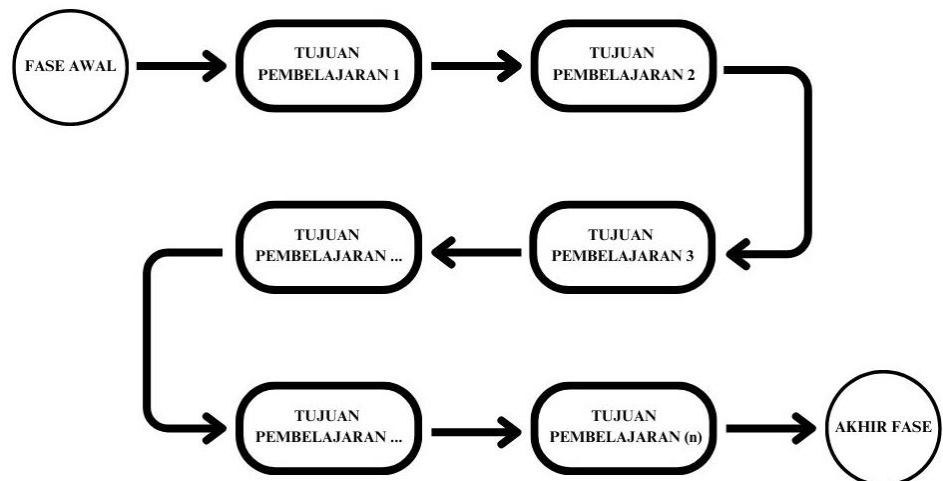 FASE AWAL
TUJUAN
PEMBELAJARAN 1
TUJUAN
PEMBELAJARAN 2
TUJUAN
PEMBELAJARAN 3
TUJUAN
PEMBELAJARAN ...
TUJUAN
PEMBELAJARAN ...
TUJUAN
PEMBELAJARAN (n)
AKHIR FASE